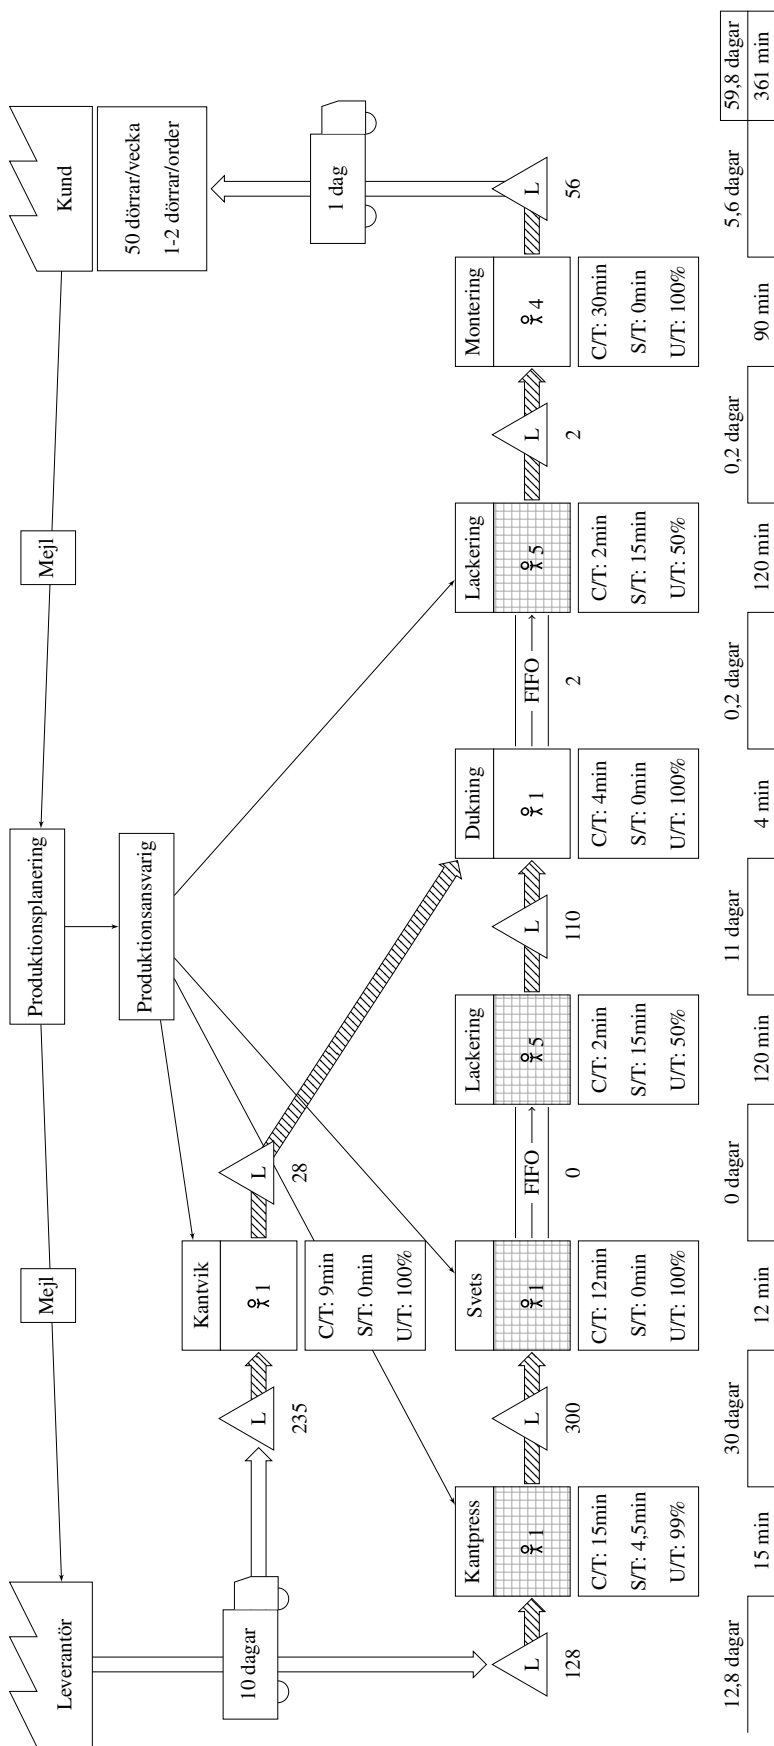 Leverantör
Mejl
Produktionsplanering
Mejl
Kund
50 dörrar/vecka
1-2 dörrar/order
Produktionsansvarig
10 dagar
1 dag
L
235
Kantvik
1
C/T: 9min
S/T: 0min
U/T: 100%
L
28
L
128
Kantpress
1
C/T: 15min
S/T: 4,5min
U/T: 99%
L
300
Svets
1
C/T: 12min
S/T: 0min
U/T: 100%
FIFO
0
Lackering
5
C/T: 2min
S/T: 15min
U/T: 50%
L
110
Dukning
1
C/T: 4min
S/T: 0min
U/T: 100%
FIFO
2
Lackering
5
C/T: 2min
S/T: 15min
U/T: 50%
L
2
Montering
4
C/T: 30min
S/T: 0min
U/T: 100%
L
56
12,8 dagar
15 min
30 dagar
12 min
0 dagar
120 min
11 dagar
4 min
0,2 dagar
120 min
0,2 dagar
90 min
5,6 dagar
59,8 dagar
361 min